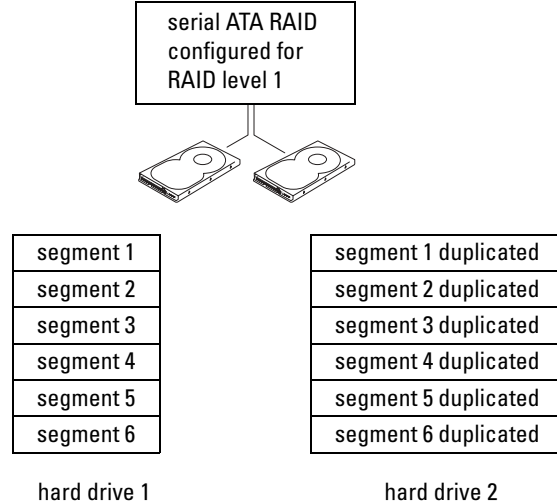 serial ATA RAID
configured for
RAID level 1
segment 1
segment 2
segment 3
segment 4
segment 5
segment 6
hard drive 1
segment 1 duplicated
segment 2 duplicated
segment 3 duplicated
segment 4 duplicated
segment 5 duplicated
segment 6 duplicated
hard drive 2